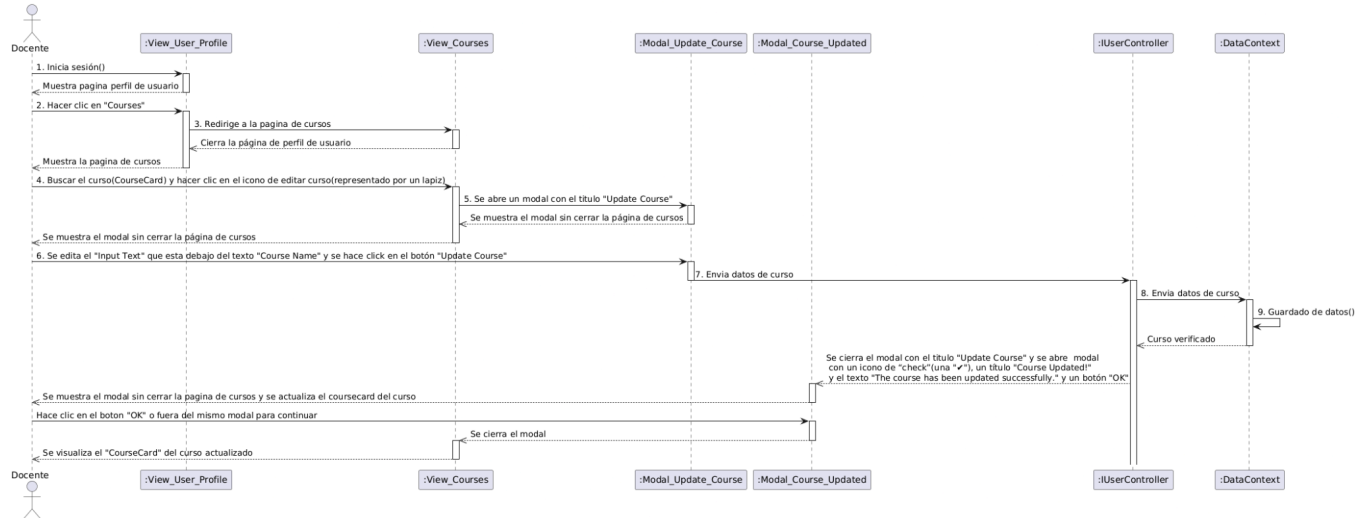 Docente
:View_User_Profile
:View_Courses
:Modal_Update_Course
:Modal_Course_Updated
:IUserController
:DataContext
1. Inicia sesión()
Muestra pagina perfil de usuario
2. Hacer clic en "Courses"
3. Redirige a la pagina de cursos
Cierra la página de perfil de usuario
Muestra la pagina de cursos
4. Buscar el curso(CourseCard) y hacer clic en el icono de editar curso(representado por un lapiz)
5. Se abre un modal con el titulo "Update Course"
Se muestra el modal sin cerrar la página de cursos
Se muestra el modal sin cerrar la página de cursos
6. Se edita el "Input Text" que esta debajo del texto "Course Name" y se hace click en el botón "Update Course"
7. Envia datos de curso
8. Envia datos de curso
9. Guardado de datos()
Curso verificado
Se cierra el modal con el titulo "Update Course" y se abre modal
con un icono de "check"(una "✔"), un titulo "Course Updated!"
y el texto "The course has been updated successfully." y un botón "OK"
Se muestra el modal sin cerrar la pagina de cursos y se actualiza el coursecard del curso
Hace clic en el boton "OK" o fuera del mismo modal para continuar
Se cierra el modal
Se visualiza el "CourseCard" del curso actualizado
Docente
:View_User_Profile
:View_Courses
:Modal_Update_Course
:Modal_Course_Updated
:IUserController
:DataContext